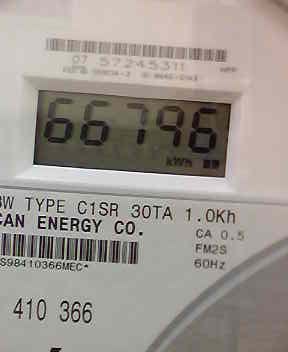 07 57245311
66796
kWh
3W TYPE C1SR 30TA 1.0Kh
CAN ENERGY CO.
CA 0.5
FM2S
60Hz
S98410366MEC*
410 366